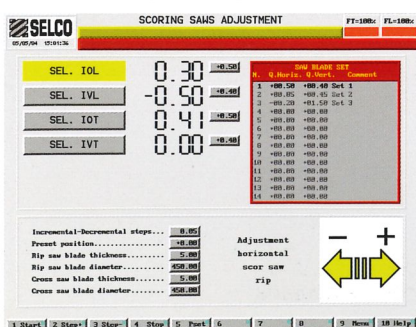 SELCO
SCORING SAWS ADJUSTMENT
FT=100% FL=100%
05/05/04 15:01:36
SEL. IOL 0.30 +0.50
SEL. IVL -0.50 +0.40
SEL. IOT 0.41 +0.50
SEL. IVT 0.00 +0.40
SAW BLADE SET
N. Q.Horiz. Q.Vert. Comment
1 +00.50 +00.40 Set 1
2 +00.05 +00.45 Set 2
3 -00.20 +01.50 Set 3
4 +00.00 +00.00
5 +00.00 +00.00
6 +00.00 +00.00
7 +00.00 +00.00
8 +00.00 +00.00
9 +00.00 +00.00
10 +00.00 +00.00
11 +00.00 +00.00
12 +00.00 +00.00
13 +00.00 +00.00
14 +00.00 +00.00
Incremental-Decremental steps... 0.05
Preset position................ +0.00
Rip saw blade thickness......... 5.00
Rip saw blade diameter......... 450.00
Cross saw blade thickness....... 5.00
Cross saw blade diameter....... 450.00
Adjustment
horizontal
scor saw
rip
- +
1 Start 2 Step+ 3 Step- 4 Stop 5 Pset 6 7 8 9 Menu 10 Help